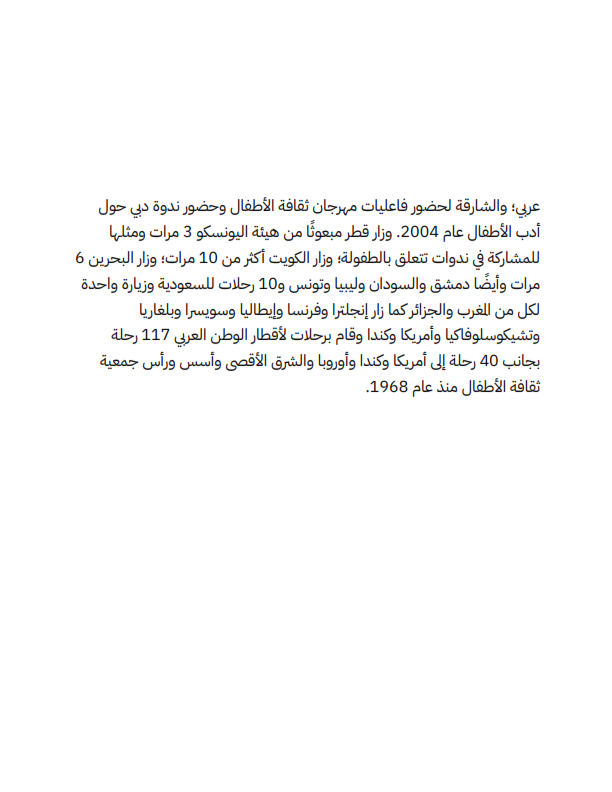 عربي؛ والشارقة لحضور فاعليات مهرجان ثقافة الأطفال وحضور ندوة دبي حول
أدب الأطفال عام 2004. وزار قطر مبعوثًا من هيئة اليونسكو 3 مرات ومثلها
للمشاركة في ندوات تتعلق بالطفولة؛ وزار الكويت أكثر من 10 مرات؛ وزار البحرين 6
مرات وأيضًا دمشق والسودان وليبيا وتونس و10 رحلات للسعودية وزيارة واحدة
لكل من المغرب والجزائر كما زار إنجلترا وفرنسا وإيطاليا وسويسرا وبلغاريا
وتشيكوسلوفاكيا وأمريكا وكندا وقام برحلات لأقطار الوطن العربي 117 رحلة
بجانب 40 رحلة إلى أمريكا وكندا وأوروبا والشرق الأقصى وأسس ورأس جمعية
ثقافة الأطفال منذ عام 1968.